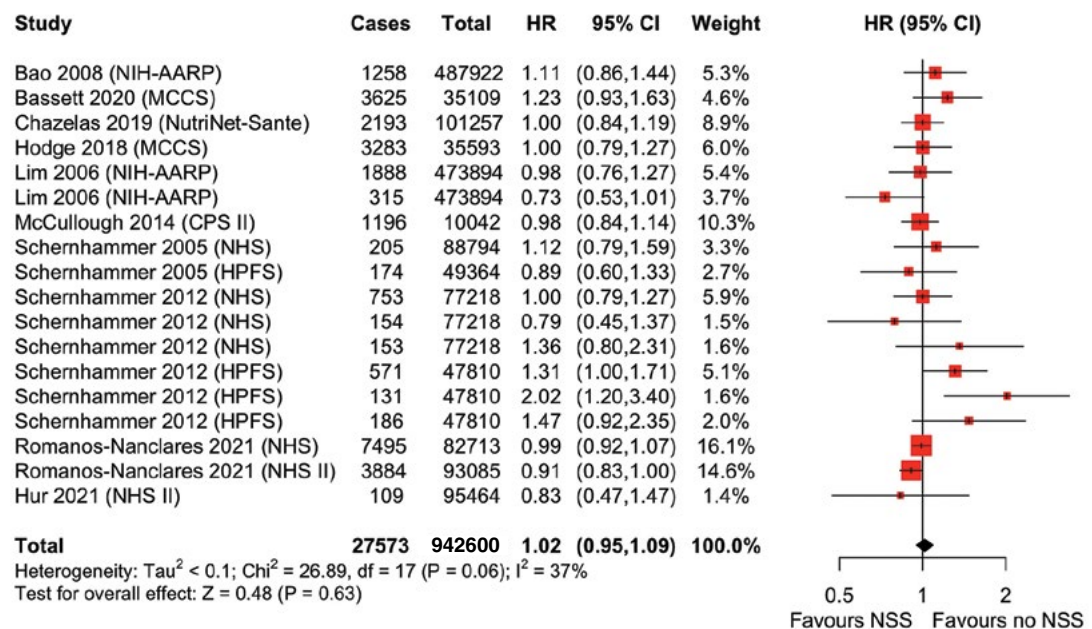 Study Cases Total HR 95% CI Weight HR (95% CI)
Bao 2008 (NIH-AARP) 1258 487922 1.11 (0.86,1.44) 5.3%
Bassett 2020 (MCCS) 3625 35109 1.23 (0.93,1.63) 4.6%
Chazelas 2019 (NutriNet-Sante) 2193 101257 1.00 (0.84,1.19) 8.9%
Hodge 2018 (MCCS) 3283 35593 1.00 (0.79,1.27) 6.0%
Lim 2006 (NIH-AARP) 1888 473894 0.98 (0.76,1.27) 5.4%
Lim 2006 (NIH-AARP) 315 473894 0.73 (0.53,1.01) 3.7%
McCullough 2014 (CPS II) 1196 10042 0.98 (0.84,1.14) 10.3%
Schernhammer 2005 (NHS) 205 88794 1.12 (0.79,1.59) 3.3%
Schernhammer 2005 (HPFS) 174 49364 0.89 (0.60,1.33) 2.7%
Schernhammer 2012 (NHS) 753 77218 1.00 (0.79,1.27) 5.9%
Schernhammer 2012 (NHS) 154 77218 0.79 (0.45,1.37) 1.5%
Schernhammer 2012 (NHS) 153 77218 1.36 (0.80,2.31) 1.6%
Schernhammer 2012 (HPFS) 571 47810 1.31 (1.00,1.71) 5.1%
Schernhammer 2012 (HPFS) 131 47810 2.02 (1.20,3.40) 1.6%
Schernhammer 2012 (HPFS) 186 47810 1.47 (0.92,2.35) 2.0%
Romanos-Nanclares 2021 (NHS) 7495 82713 0.99 (0.92,1.07) 16.1%
Romanos-Nanclares 2021 (NHS II) 3884 93085 0.91 (0.83,1.00) 14.6%
Hur 2021 (NHS II) 109 95464 0.83 (0.47,1.47) 1.4%
Total 27573 942600 1.02 (0.95,1.09) 100.0%
Heterogeneity: Tau² < 0.1; Chi² = 26.89, df = 17 (P = 0.06); I² = 37%
Test for overall effect: Z = 0.48 (P = 0.63)
0.5 1 2
Favours NSS Favours no NSS